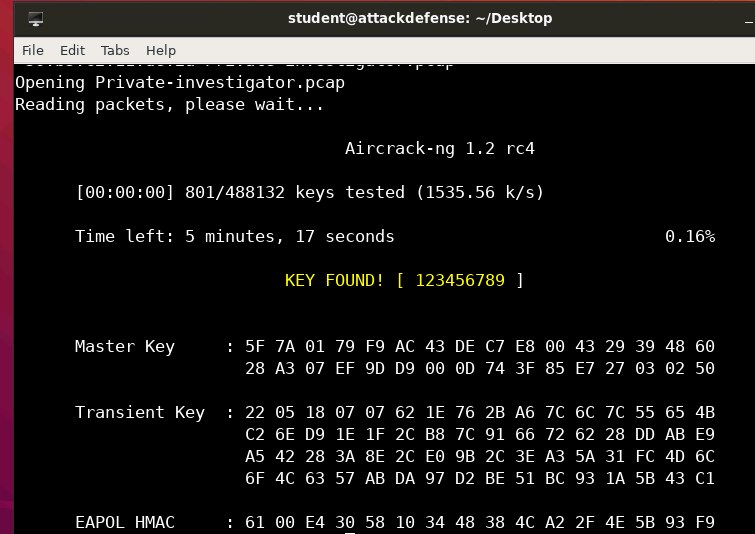 student@attackdefense: ~/Desktop
File Edit Tabs Help
Opening Private-investigator.pcap
Reading packets, please wait...
Aircrack-ng 1.2 rc4
[00:00:00] 801/488132 keys tested (1535.56 k/s)
Time left: 5 minutes, 17 seconds 0.16%
KEY FOUND! [ 123456789 ]
Master Key : 5F 7A 01 79 F9 AC 43 DE C7 E8 00 43 29 39 48 60
28 A3 07 EF 9D D9 00 0D 74 3F 85 E7 27 03 02 50
Transient Key : 22 05 18 07 07 62 1E 76 2B A6 7C 6C 7C 55 65 4B
C2 6E D9 1E 1F 2C B8 7C 91 66 72 62 28 DD AB E9
A5 42 28 3A 8E 2C E0 9B 2C 3E A3 5A 31 FC 4D 6C
6F 4C 63 57 AB DA 97 D2 BE 51 BC 93 1A 5B 43 C1
EAPOL HMAC : 61 00 E4 30 58 10 34 48 38 4C A2 2F 4E 5B 93 F9